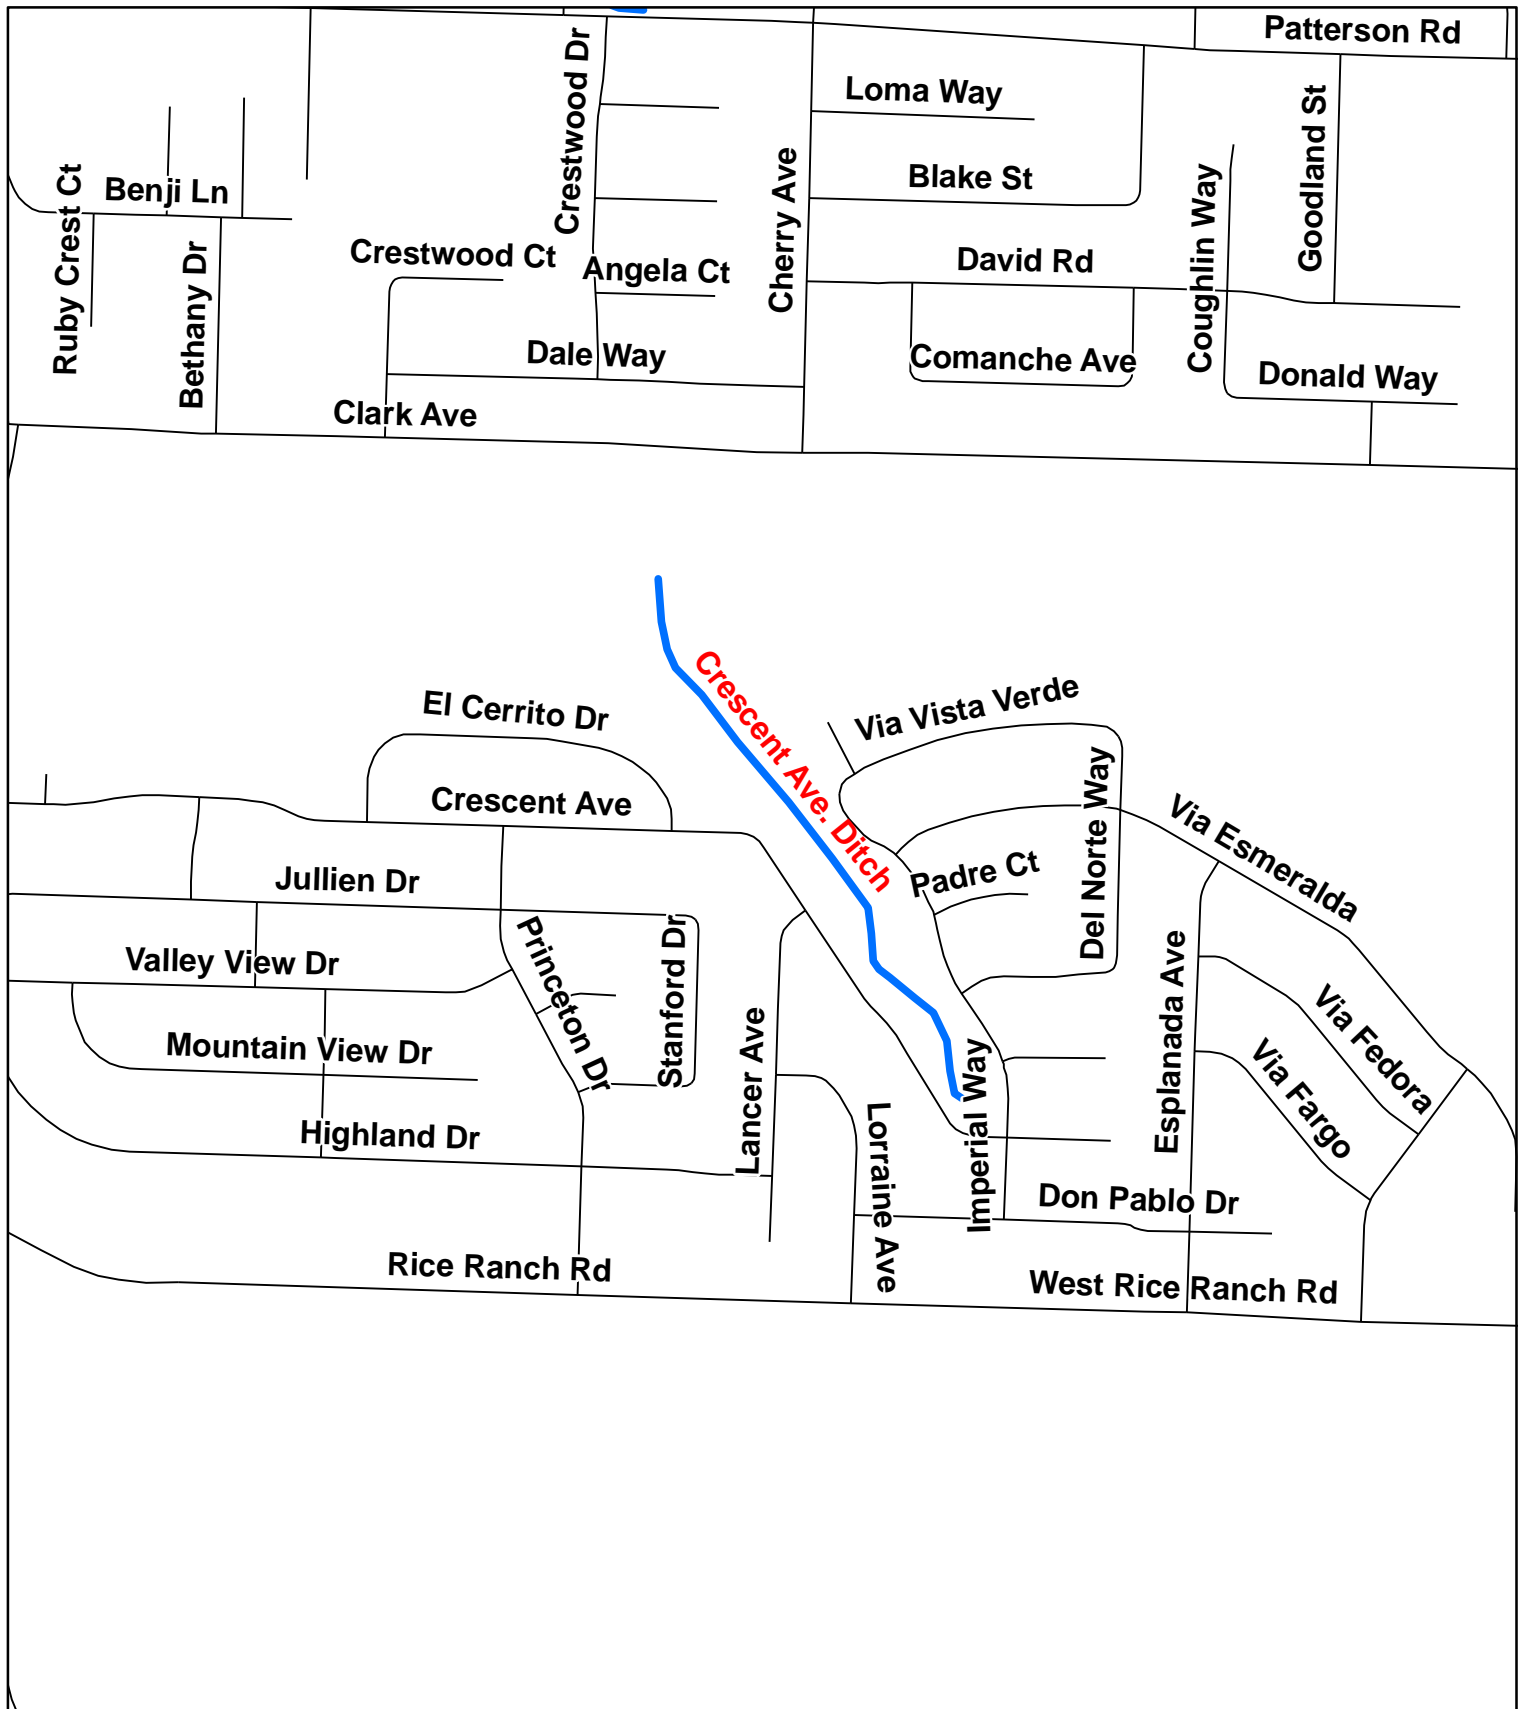 Patterson Rd
Crestwood Dr
Loma Way
Goodland St
Cherry Ave
Ruby Crest Ct
Benji Ln
Blake St
Coughlin Way
Bethany Dr
Crestwood Ct
Angela Ct
David Rd
Dale Way
Comanche Ave
Donald Way
Clark Ave
Crescent Ave. Ditch
El Cerrito Dr
Via Vista Verde
Del Norte Way
Crescent Ave
Via Esmeralda
Jullien Dr
Padre Ct
Princeton Dr
Stanford Dr
Esplanada Ave
Valley View Dr
Via Fedora
Lancer Ave
Mountain View Dr
Imperial Way
Via Fargo
Lorraine Ave
Highland Dr
Don Pablo Dr
Rice Ranch Rd
West Rice Ranch Rd